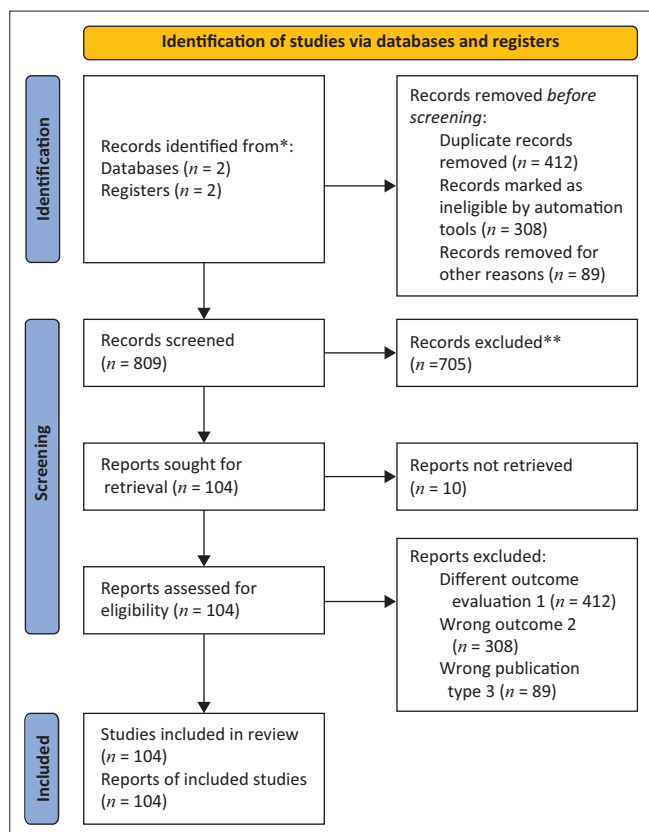 Identification of studies via databases and registers
Identification
Records identified from*:
Databases (n = 2)
Registers (n = 2)
Records removed before
screening:
Duplicate records
removed (n = 412)
Records marked as
ineligible by automation
tools (n = 308)
Records removed for
other reasons (n = 89)
Screening
Records screened
(n = 809)
Records excluded**
(n =705)
Reports sought for
retrieval (n = 104)
Reports not retrieved
(n = 10)
Reports assessed for
eligibility (n = 104)
Reports excluded:
Different outcome
evaluation 1 (n = 412)
Wrong outcome 2
(n = 308)
Wrong publication
type 3 (n = 89)
Included
Studies included in review
(n = 104)
Reports of included studies
(n = 104)